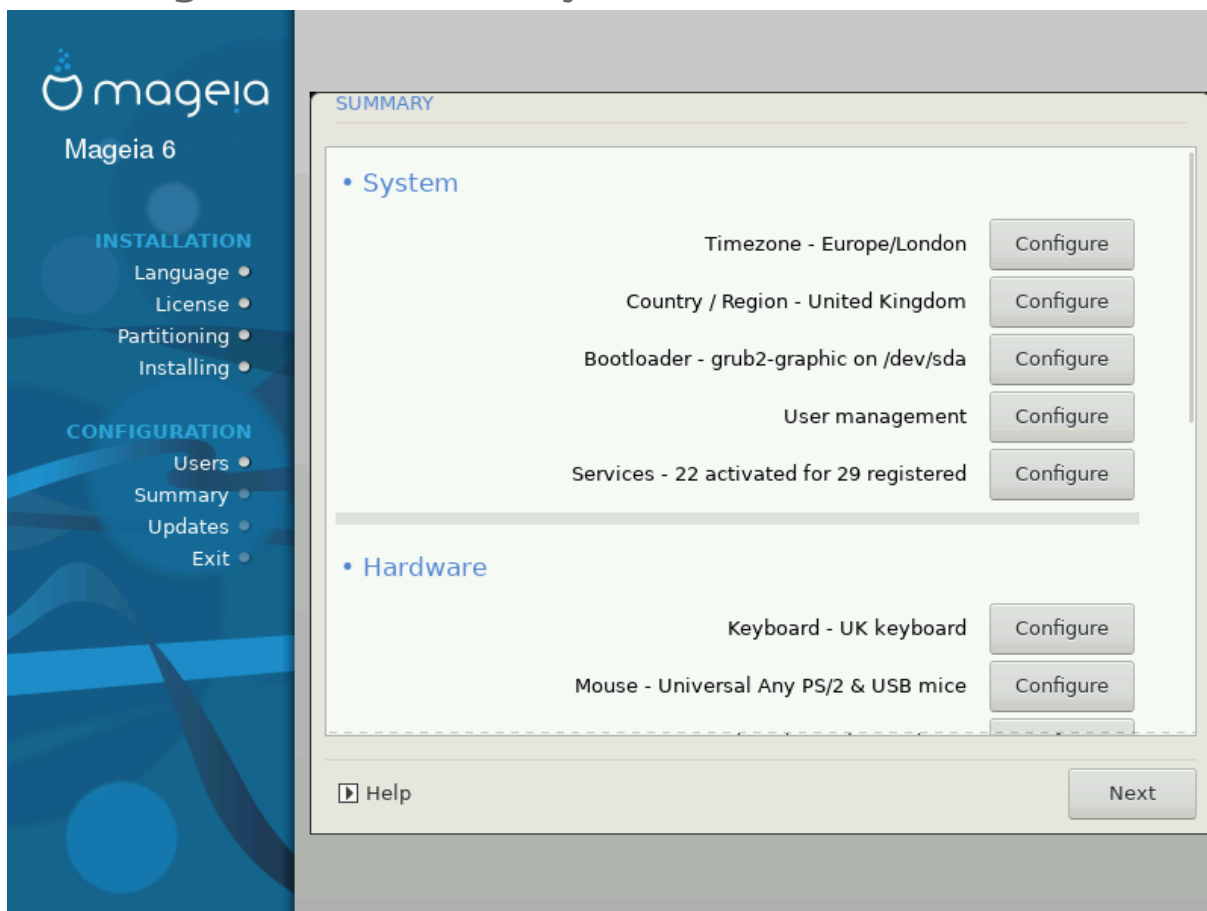 mageia
Mageia 6
INSTALLATION
Language
License
Partitioning
Installing
CONFIGURATION
Users
Summary
Updates
Exit
SUMMARY
• System
Timezone - Europe/London Configure
Country / Region - United Kingdom Configure
Bootloader - grub2-graphic on /dev/sda Configure
User management Configure
Services - 22 activated for 29 registered Configure
• Hardware
Keyboard - UK keyboard Configure
Mouse - Universal Any PS/2 & USB mice Configure
Help
Next